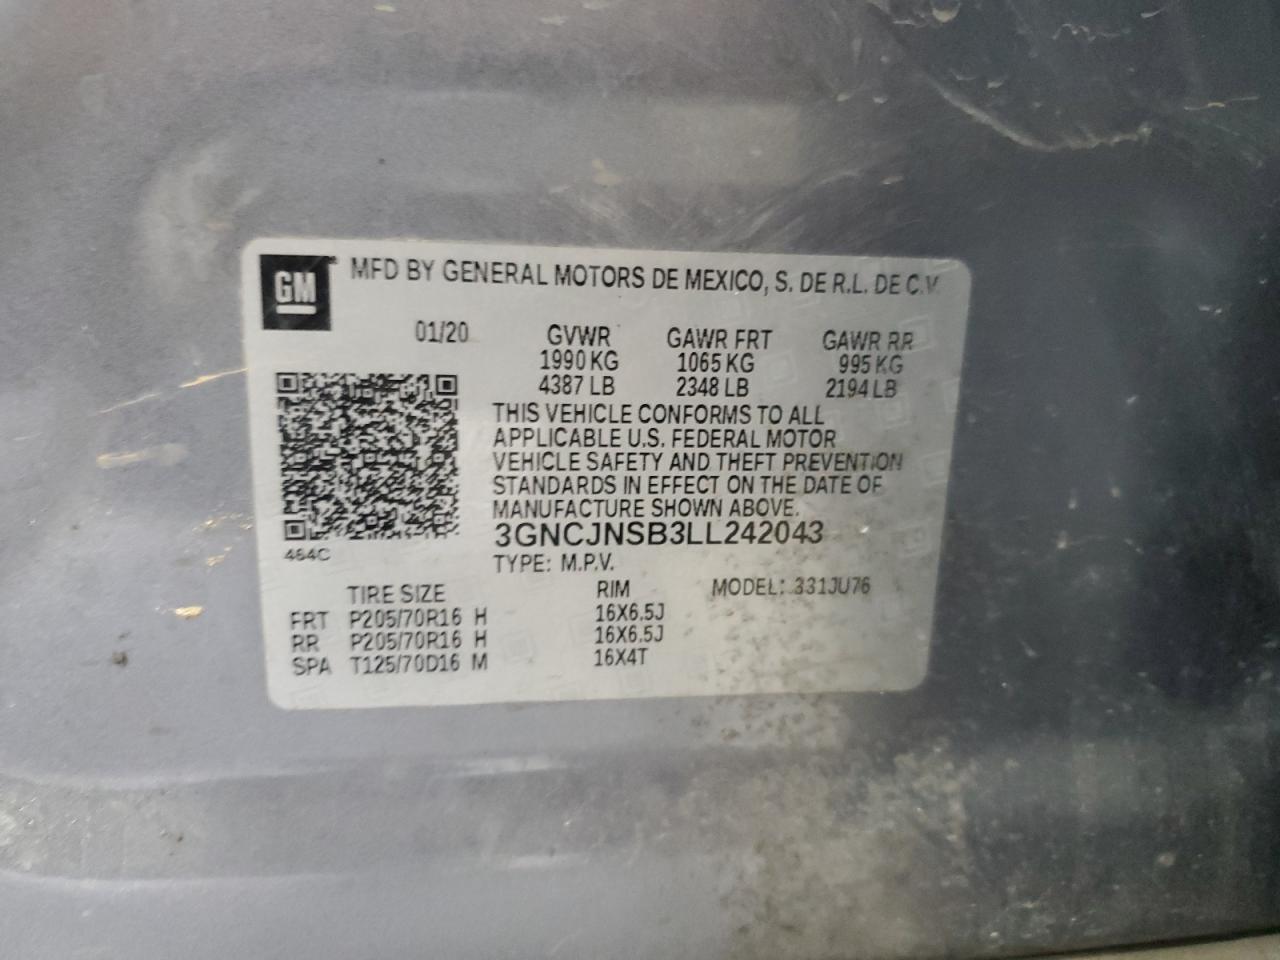 GM MFD BY GENERAL MOTORS DE MEXICO, S. DE R.L. DE C.V.
01/20 GVWR GAWR FRT GAWR RR
1990 KG 1065 KG 995 KG
4387 LB 2348 LB 2194 LB
THIS VEHICLE CONFORMS TO ALL
APPLICABLE U.S. FEDERAL MOTOR
VEHICLE SAFETY AND THEFT PREVENTION
STANDARDS IN EFFECT ON THE DATE OF
MANUFACTURE SHOWN ABOVE.
3GNCJNSB3LL242043
464C
TYPE: M.P.V.
TIRE SIZE RIM MODEL: 331JU76
FRT P205/70R16 H 16X6.5J
RR P205/70R16 H 16X6.5J
SPA T125/70D16 M 16X4T